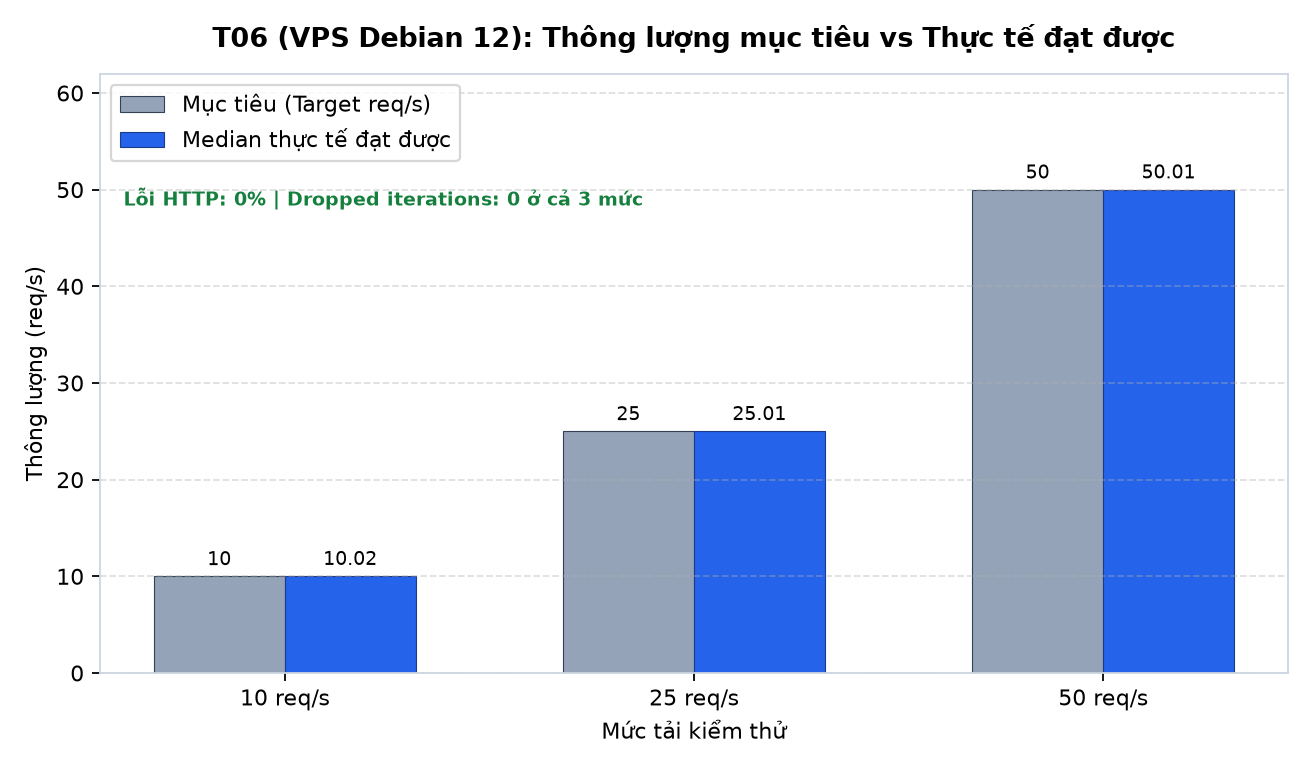 T06 (VPS Debian 12): Thông lượng mục tiêu vs Thực tế đạt được
Mục tiêu (Target req/s)
Median thực tế đạt được
Lỗi HTTP: 0% | Dropped iterations: 0 ở cả 3 mức
Thông lượng (req/s)
60
50
40
30
20
10
0
10
10.02
25
25.01
50
50.01
10 req/s
25 req/s
50 req/s
Mức tải kiểm thử